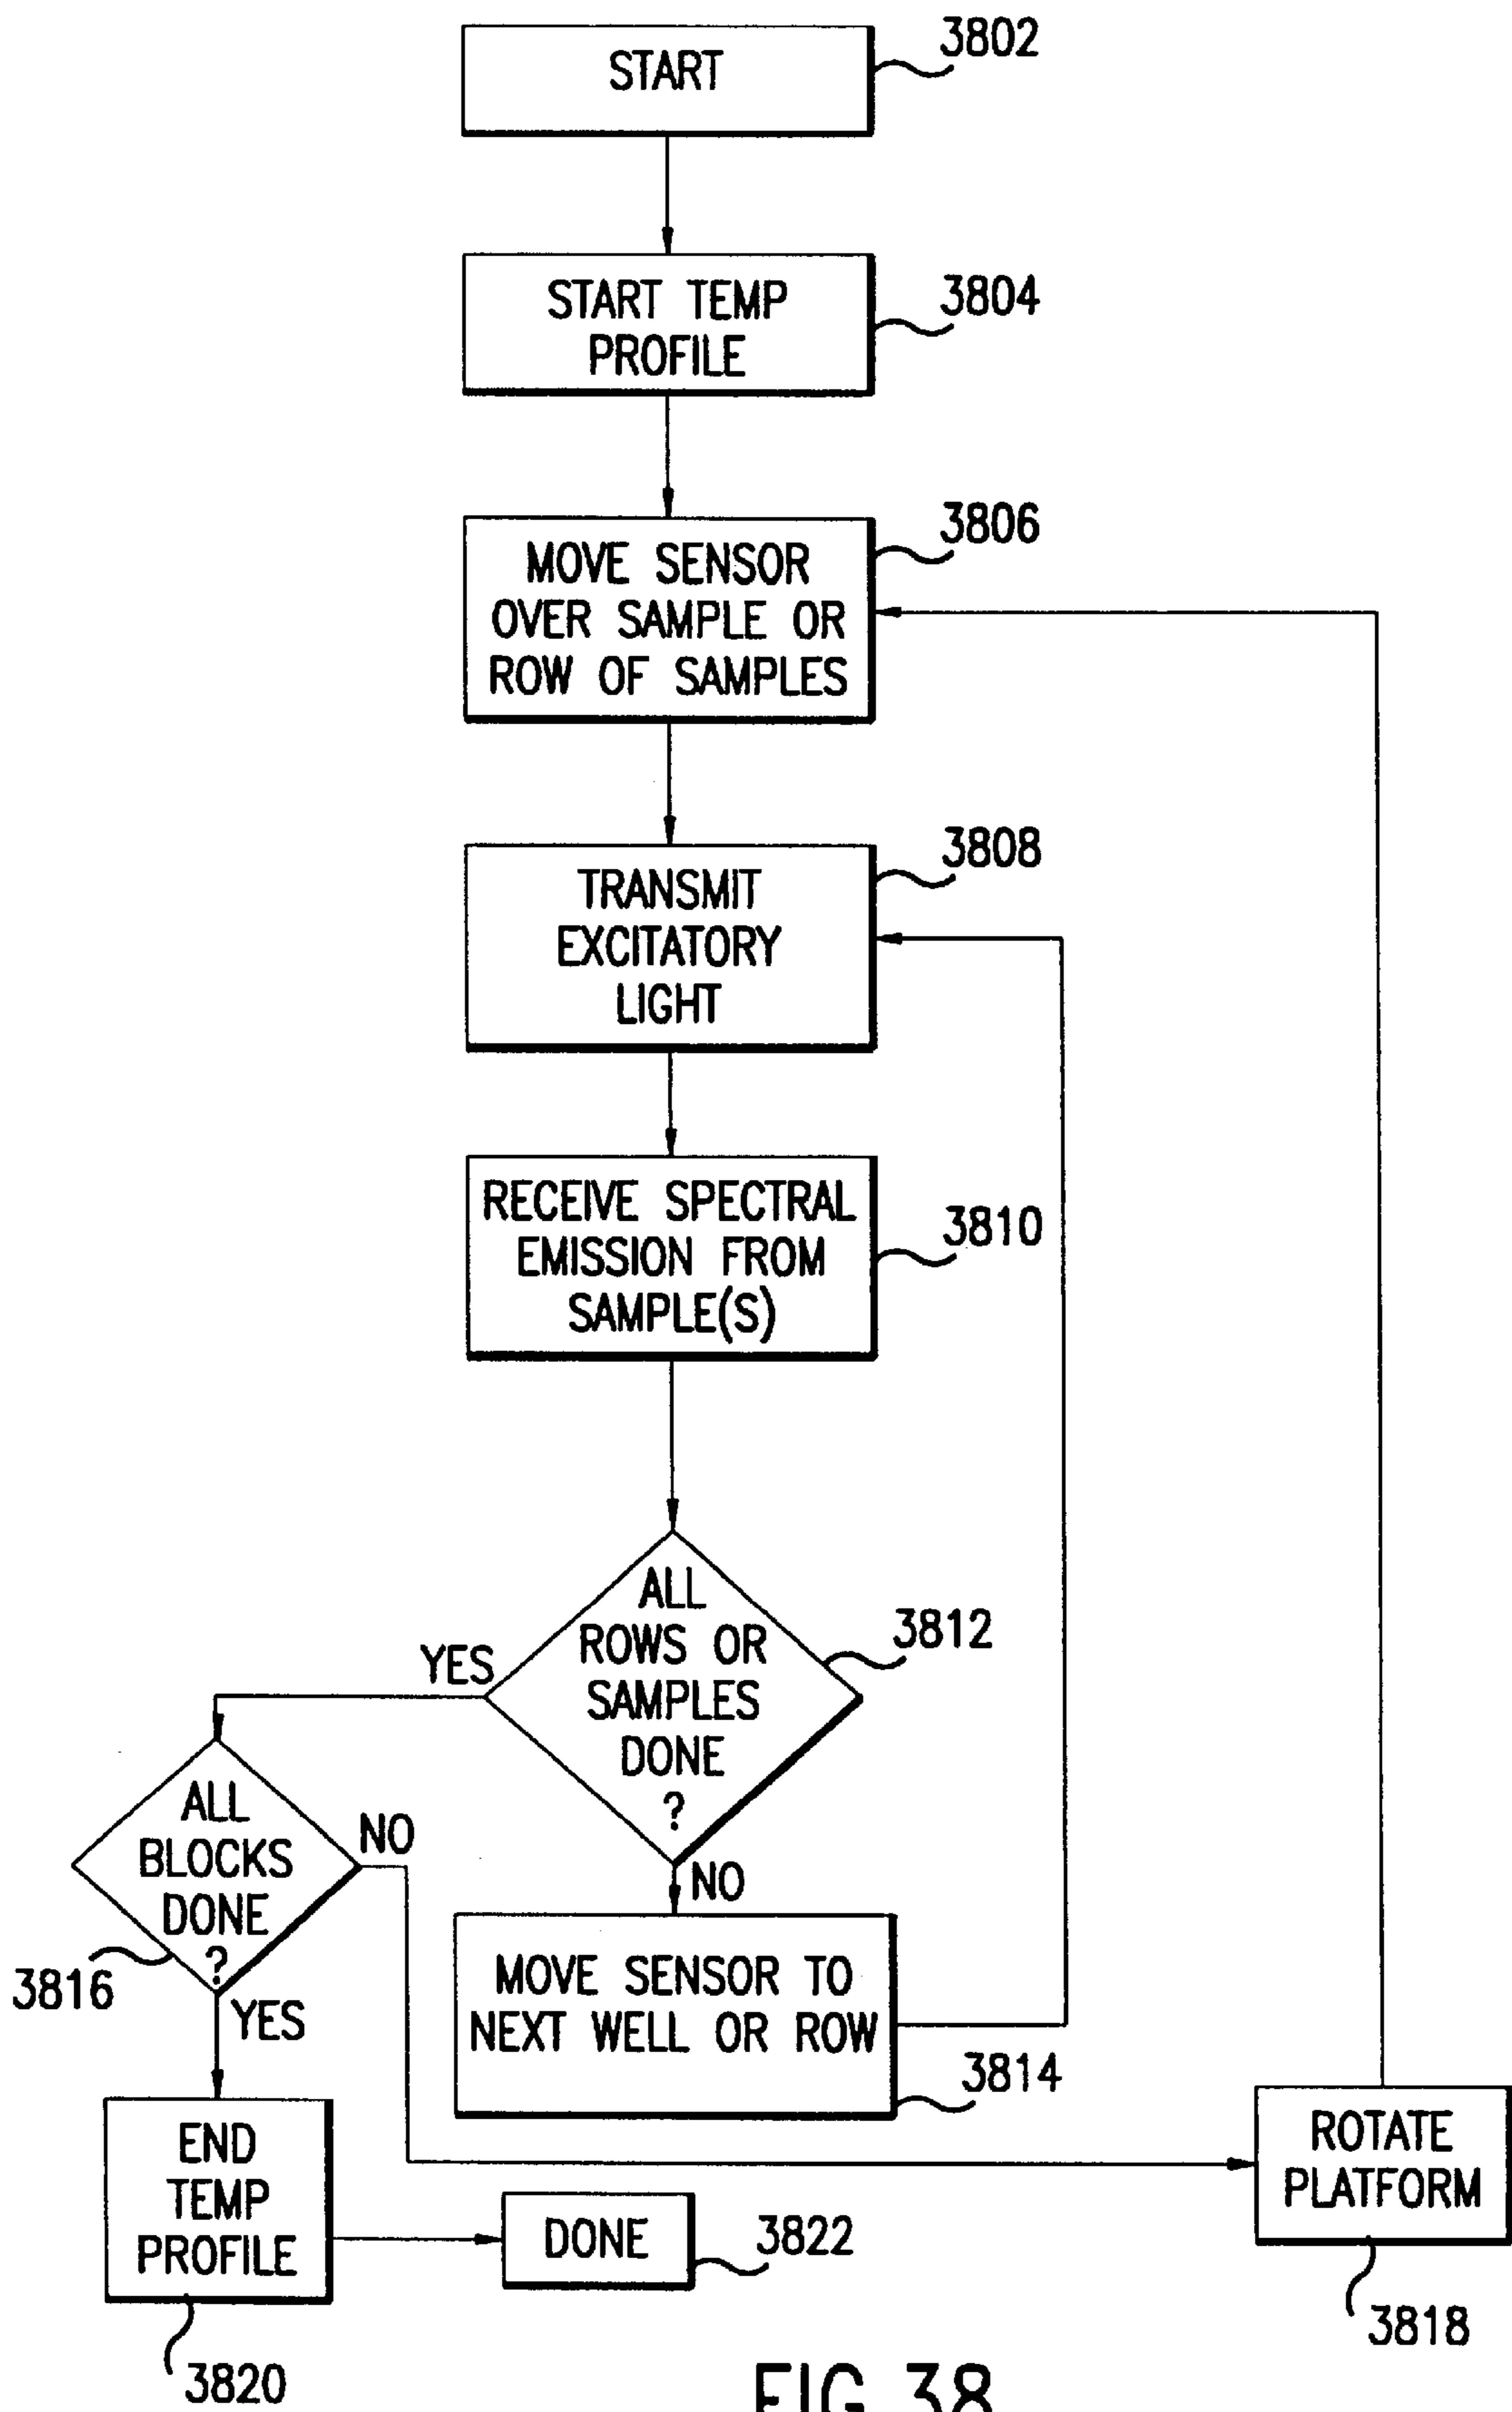 START
3802
START TEMP
PROFILE
3804
MOVE SENSOR
OVER SAMPLE OR
ROW OF SAMPLES
3806
TRANSMIT
EXCITATORY
LIGHT
3808
RECEIVE SPECTRAL
EMISSION FROM
SAMPLE(S)
3810
ALL
ROWS OR
SAMPLES
DONE
?
3812
YES
NO
ALL
BLOCKS
DONE
?
3816
NO
YES
MOVE SENSOR TO
NEXT WELL OR ROW
3814
ROTATE
PLATFORM
3818
END
TEMP
PROFILE
3820
DONE
3822
FIG.38